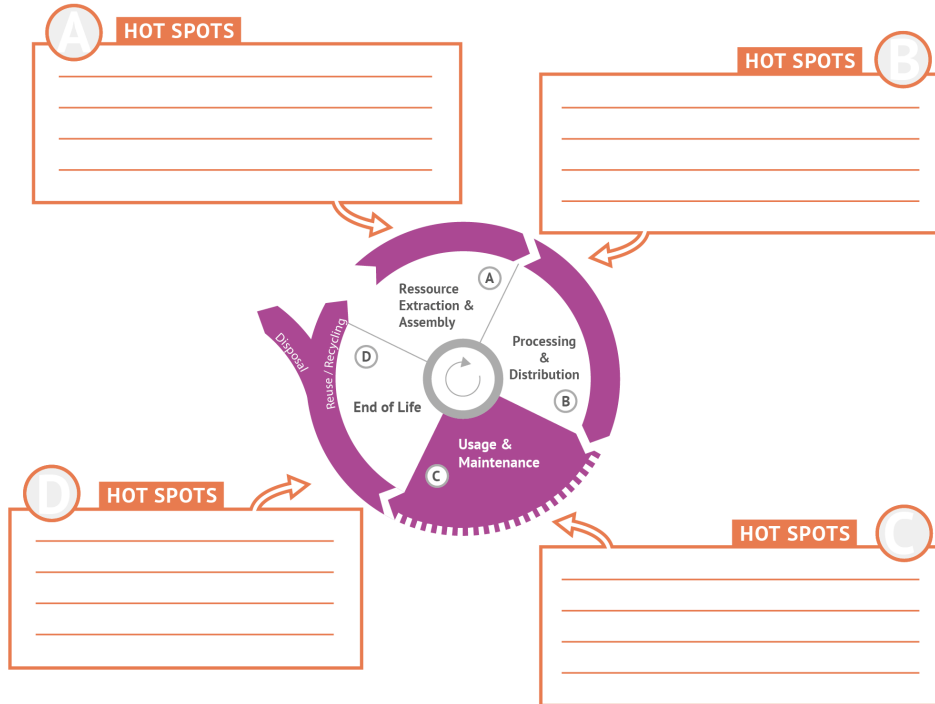 A
HOT SPOTS
HOT SPOTS
B
A
Ressource
Extraction &
Assembly
Processing
&
Distribution
B
D
End of Life
Disposal
Reuse / Recycling
Usage &
Maintenance
C
D
HOT SPOTS
HOT SPOTS
C